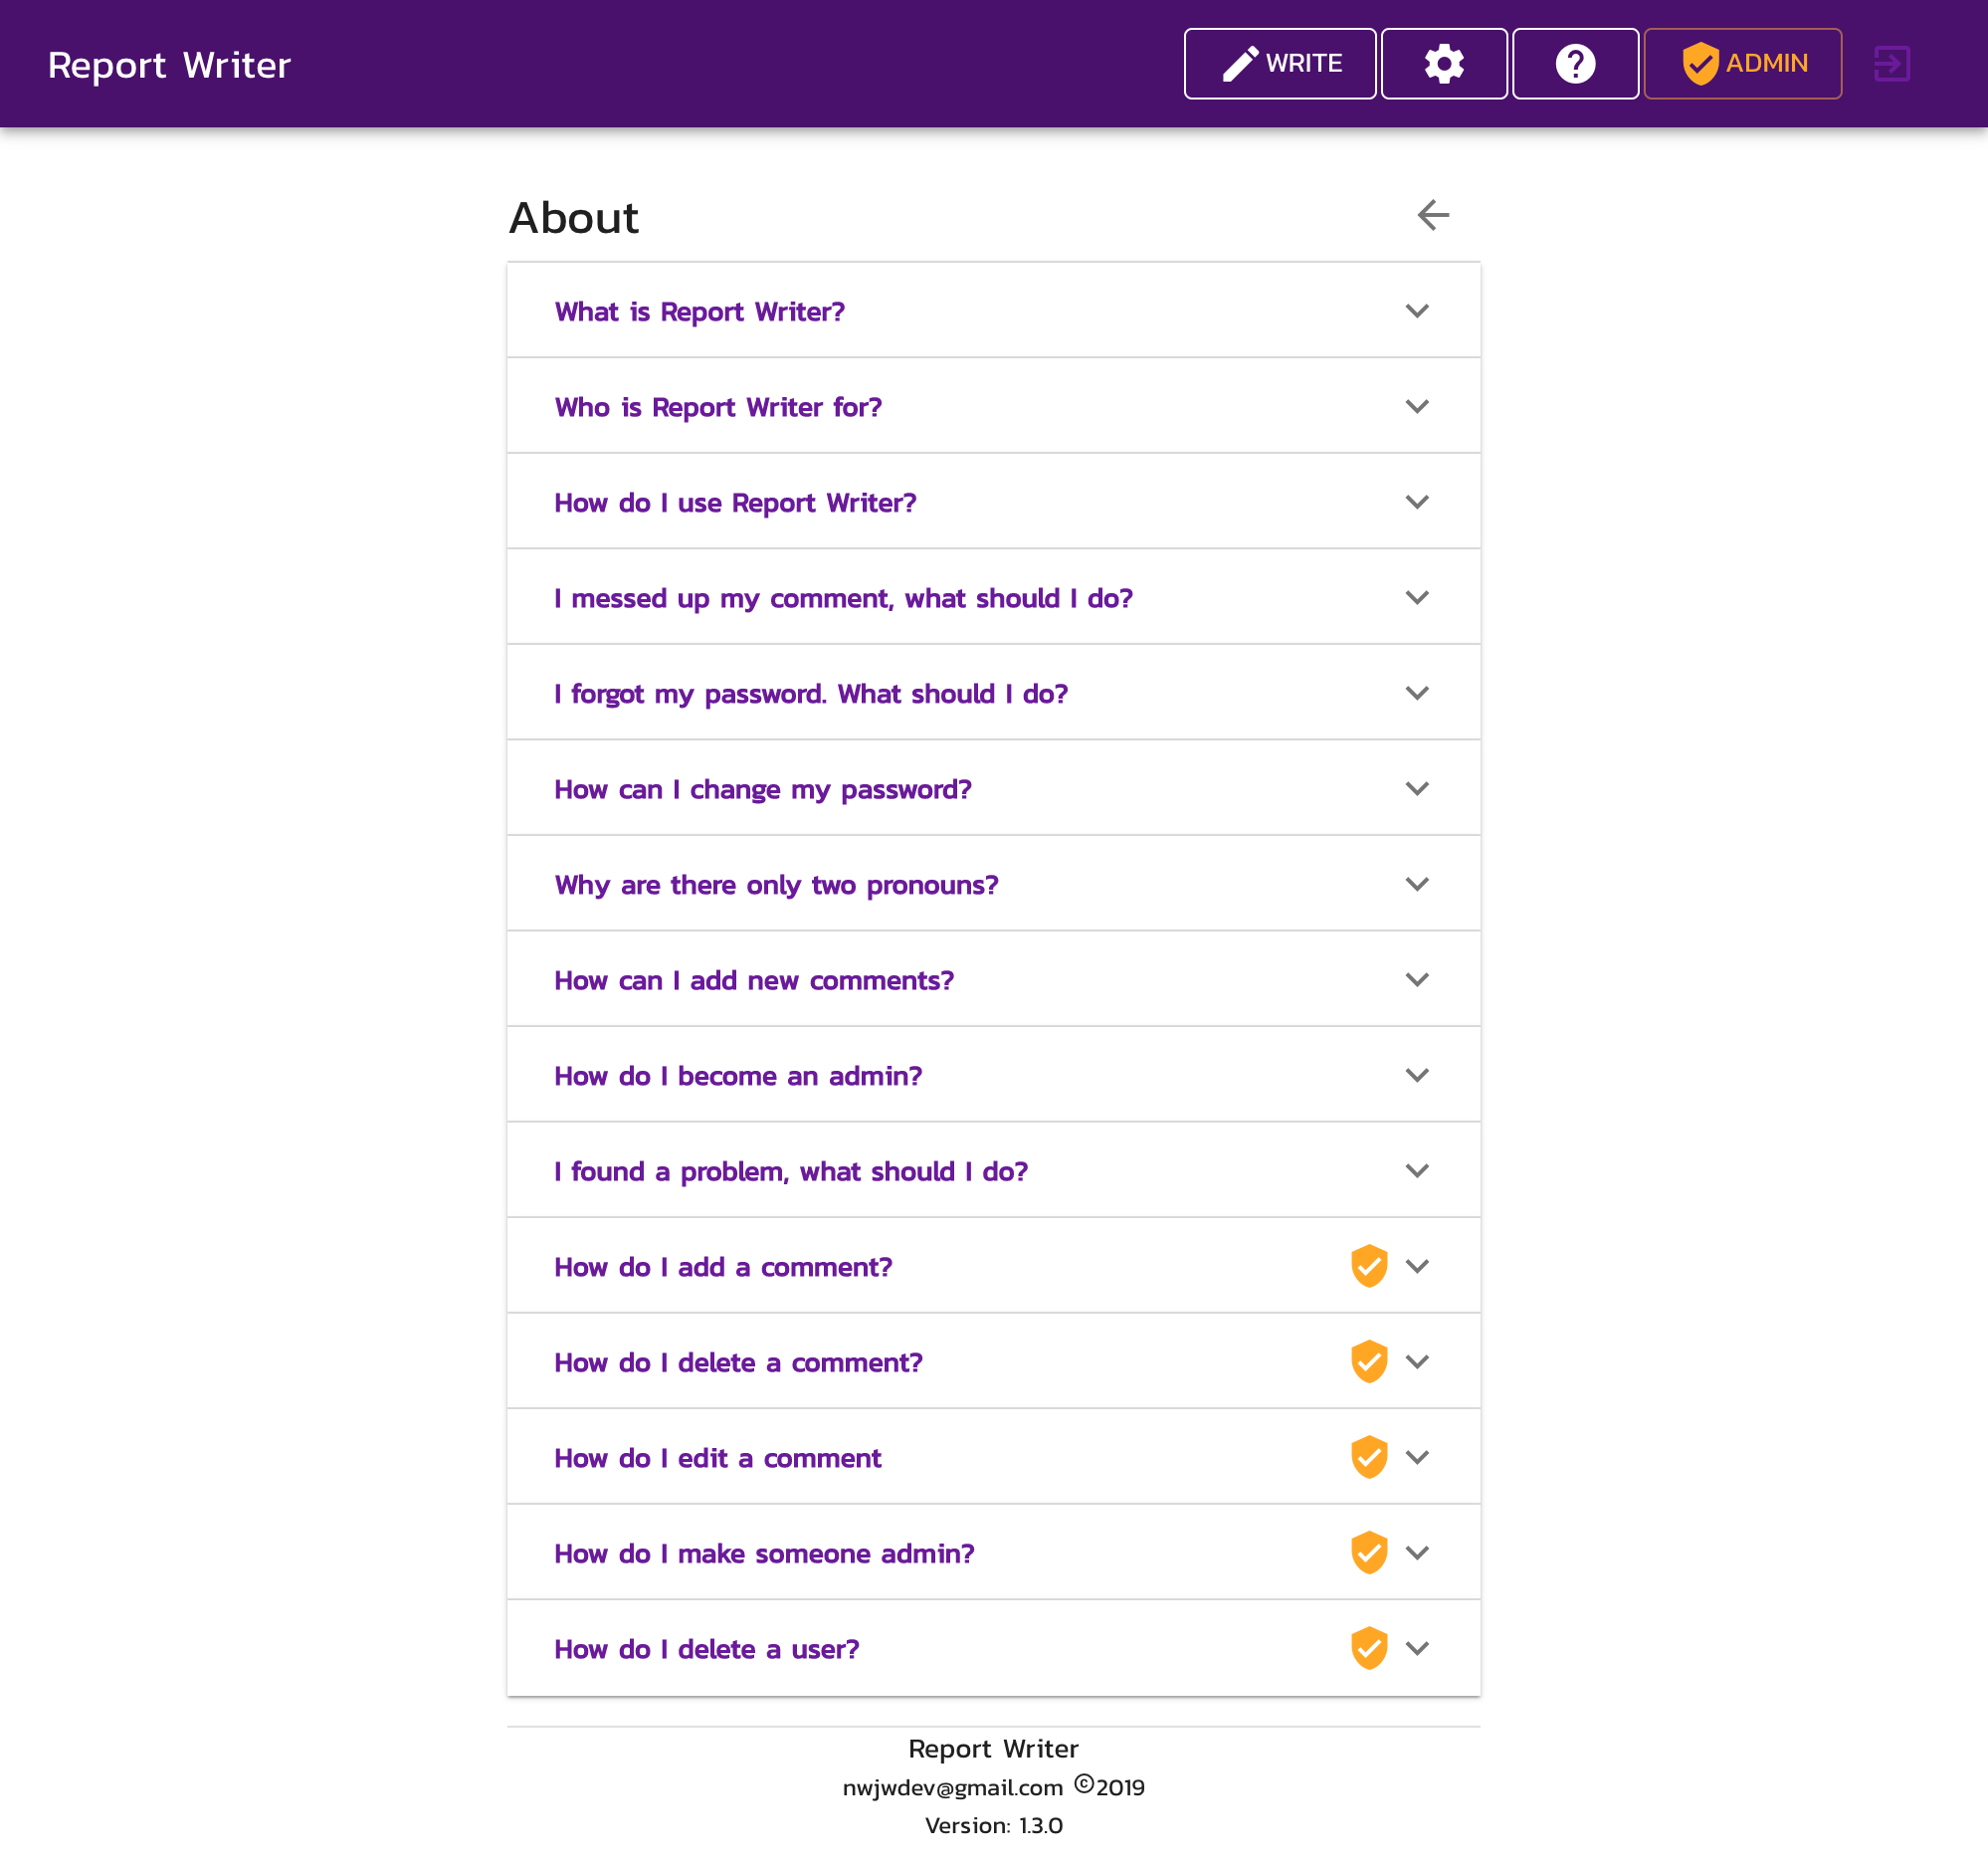 Report Writer
WRITE
ADMIN
About
What is Report Writer?
Who is Report Writer for?
How do I use Report Writer?
I messed up my comment, what should I do?
I forgot my password. What should I do?
How can I change my password?
Why are there only two pronouns?
How can I add new comments?
How do I become an admin?
I found a problem, what should I do?
How do I add a comment?
How do I delete a comment?
How do I edit a comment
How do I make someone admin?
How do I delete a user?
Report Writer
nwjwdev@gmail.com ©2019
Version: 1.3.0